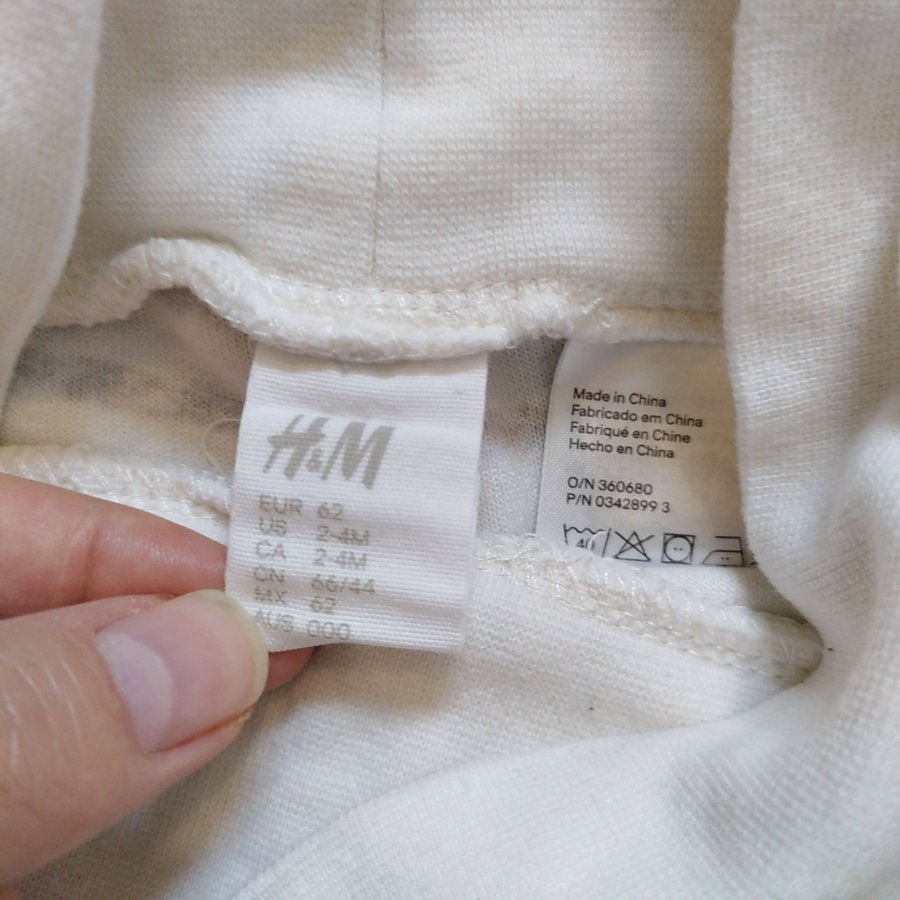 H&M
EUR 62
US 2-4M
CA 2-4M
CN 66/44
MX 62
AUS 000
Made in China
Fabricado em China
Fabriqué en Chine
Hecho en China
O/N 360680
P/N 0342899 3
40